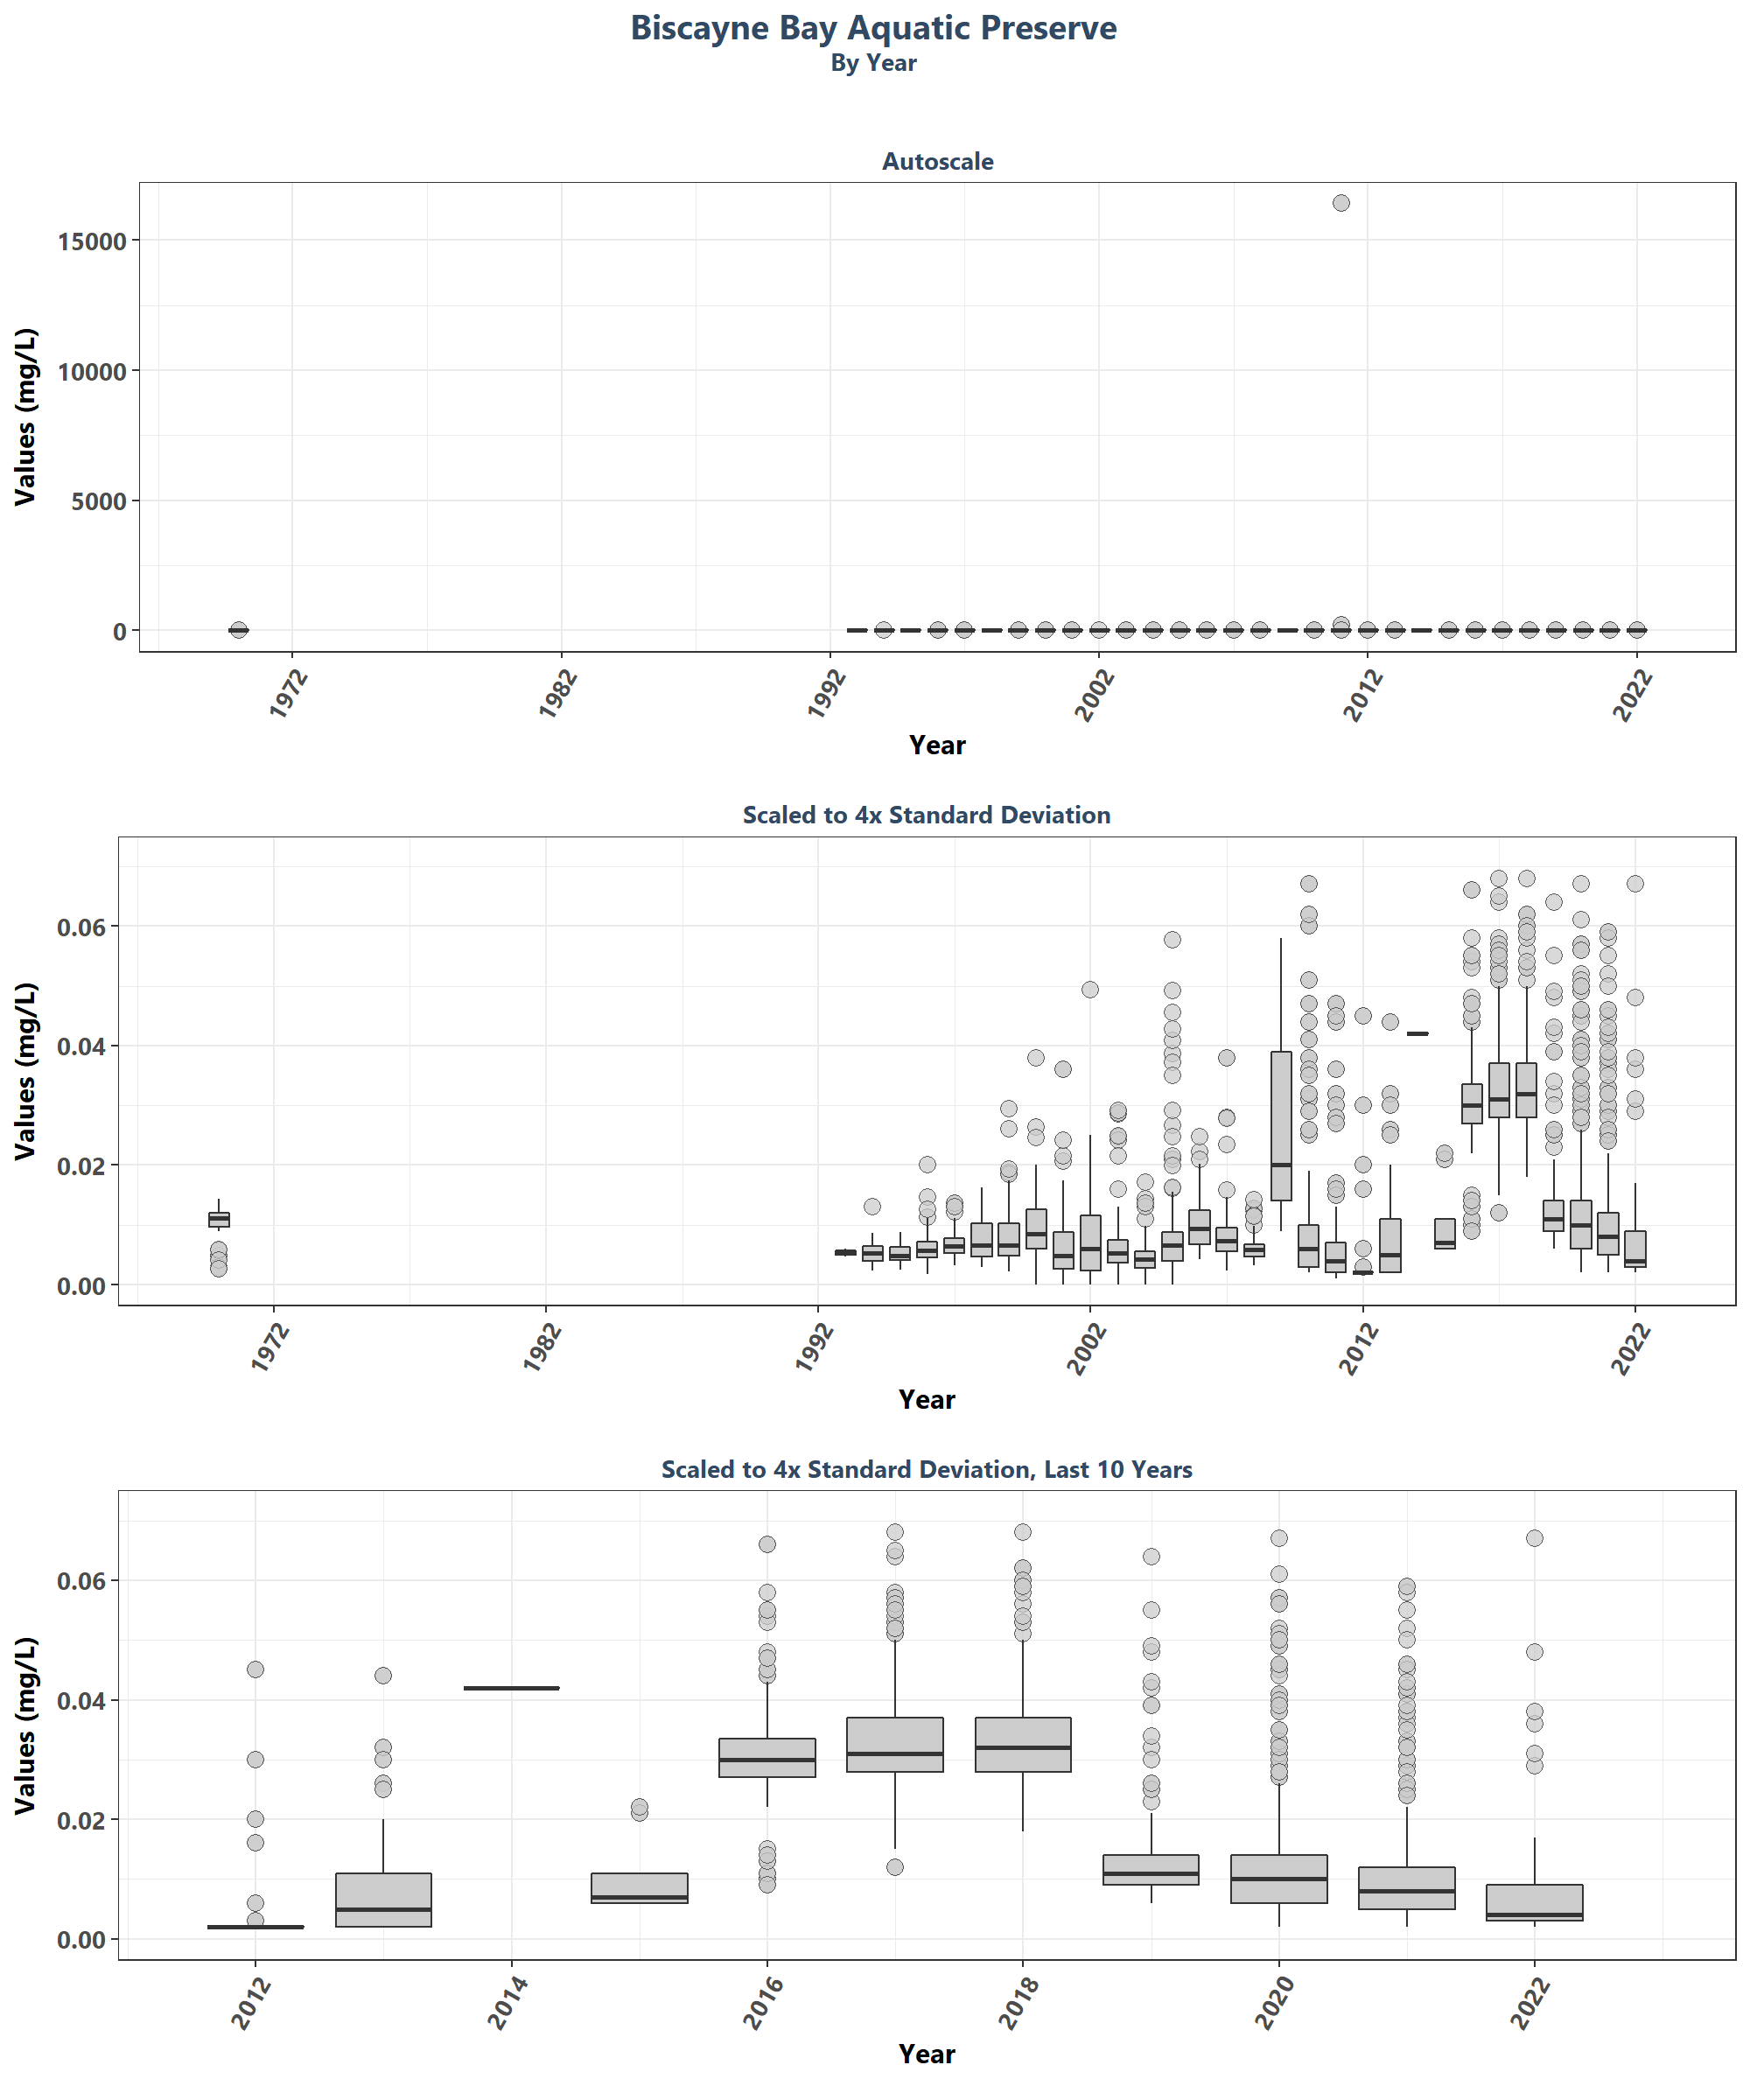 Biscayne Bay Aquatic Preserve
By Year
Autoscale
Values (mg/L)
15000
10000
5000
0
1972 1982 1992 2002 2012 2022
Year
Scaled to 4x Standard Deviation
Values (mg/L)
0.06
0.04
0.02
0.00
1972 1982 1992 2002 2012 2022
Year
Scaled to 4x Standard Deviation, Last 10 Years
Values (mg/L)
0.06
0.04
0.02
0.00
2012 2014 2016 2018 2020 2022
Year